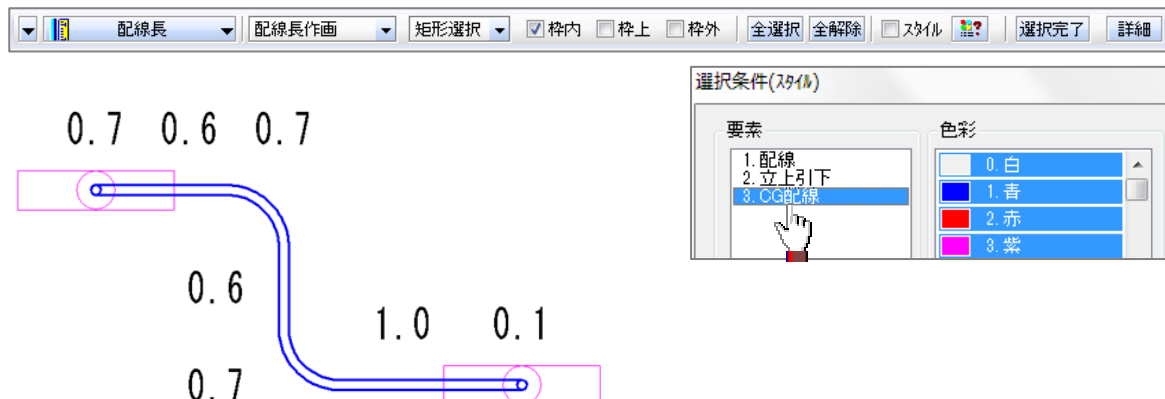 配線長 配線長作画 矩形選択 枠内 枠上 枠外 全選択 全解除 ｽﾀｲﾙ 選択完了 詳細
選択条件(ｽﾀｲﾙ)
要素 色彩
1.配線
2.立上引下
3.CG配線
0.白
1.青
2.赤
3.紫
0.7 0.6 0.7
0.6
1.0 0.1
0.7